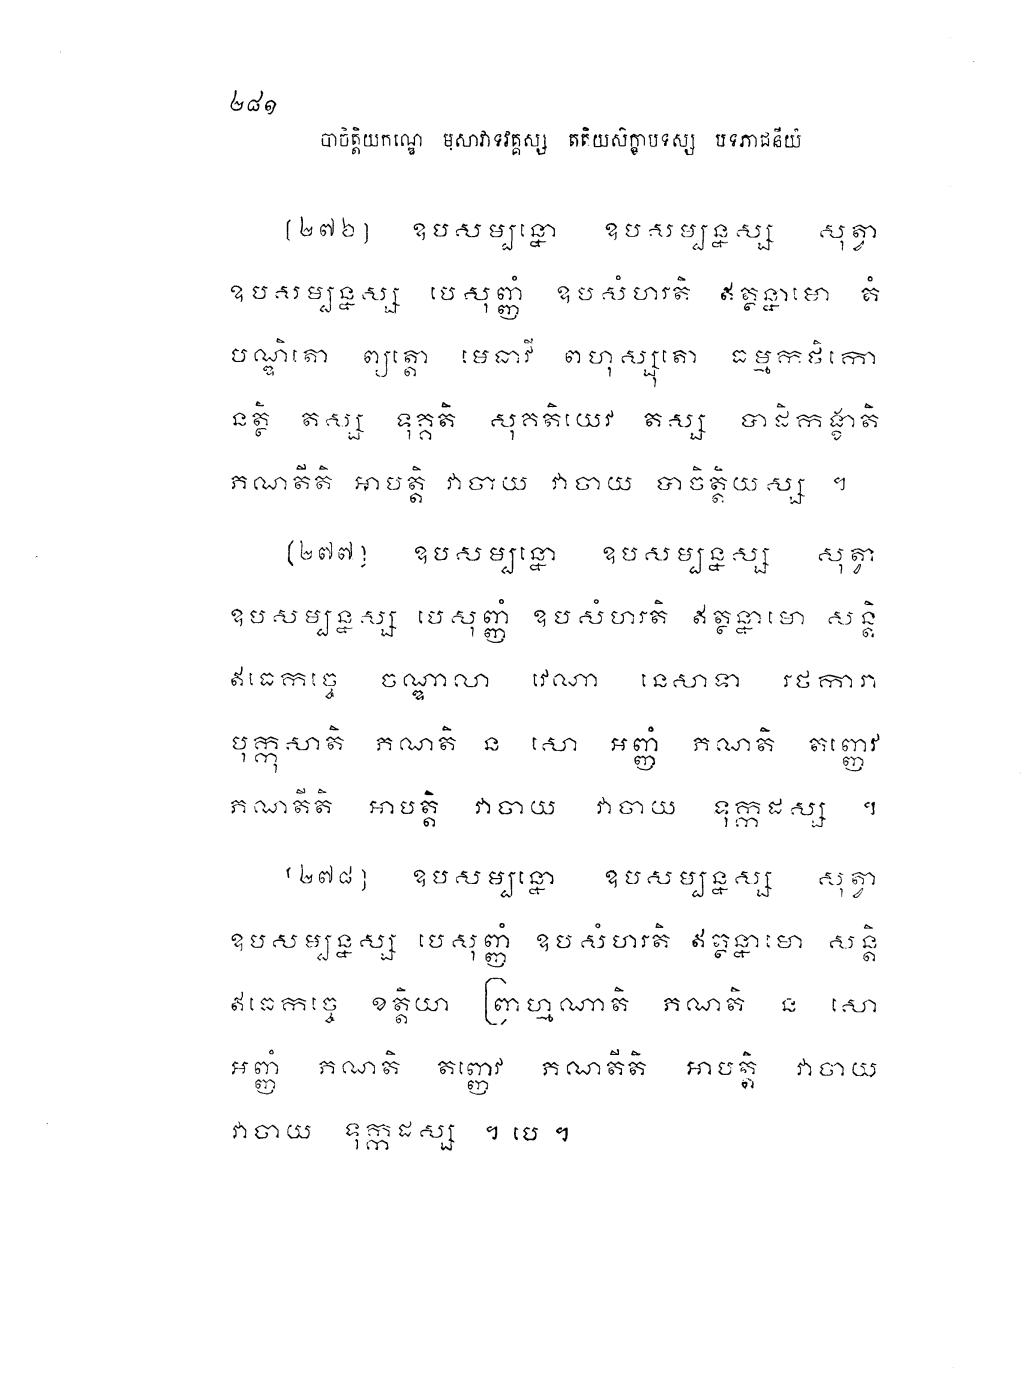 ២៨១
បាចិត្តិយកណ្ឌេ មុសាវាទវគ្គស្ស តតិយសិក្ខាបទស្ស បទភាជនីយំ
(២៧៦) ឧបសម្បន្នោ ឧបសម្បន្នស្ស សុត្វា
ឧបសម្បន្នស្ស បេសុញ្ញំ ឧបសំហរតិ ឥត្ថន្នាមោ តំ
បណ្ឌិតោ ព្យត្តោ មេធាវី ពហុស្សុតោ ធម្មកថិកោ
នត្ថិ តស្ស ទុគ្គតិ សុគតិយេវ តស្ស បាដិកង្ខាតិ
ភណតីតិ អាបត្តិ វាចាយ វាចាយ បាចិត្តិយស្ស ។
(២៧៧) ឧបសម្បន្នោ ឧបសម្បន្នស្ស សុត្វា
ឧបសម្បន្នស្ស បេសុញ្ញំ ឧបសំហរតិ ឥត្ថន្នាមោ សន្តិ
ឥធេកច្ចេ ចណ្ឌាលា វេណា នេសាទា រថការា
បុក្កុសាតិ ភណតិ ន សោ អញ្ញំ ភណតិ តញ្ញេវ
ភណតីតិ អាបត្តិ វាចាយ វាចាយ ទុក្កដស្ស ។
(២៧៨) ឧបសម្បន្នោ ឧបសម្បន្នស្ស សុត្វា
ឧបសម្បន្នស្ស បេសុញ្ញំ ឧបសំហរតិ ឥត្ថន្នាមោ សន្តិ
ឥធេកច្ចេ ខត្តិយា ព្រាហ្មណាតិ ភណតិ ន សោ
អញ្ញំ ភណតិ តញ្ញេវ ភណតីតិ អាបត្តិ វាចាយ
វាចាយ ទុក្កដស្ស ។ បេ ។